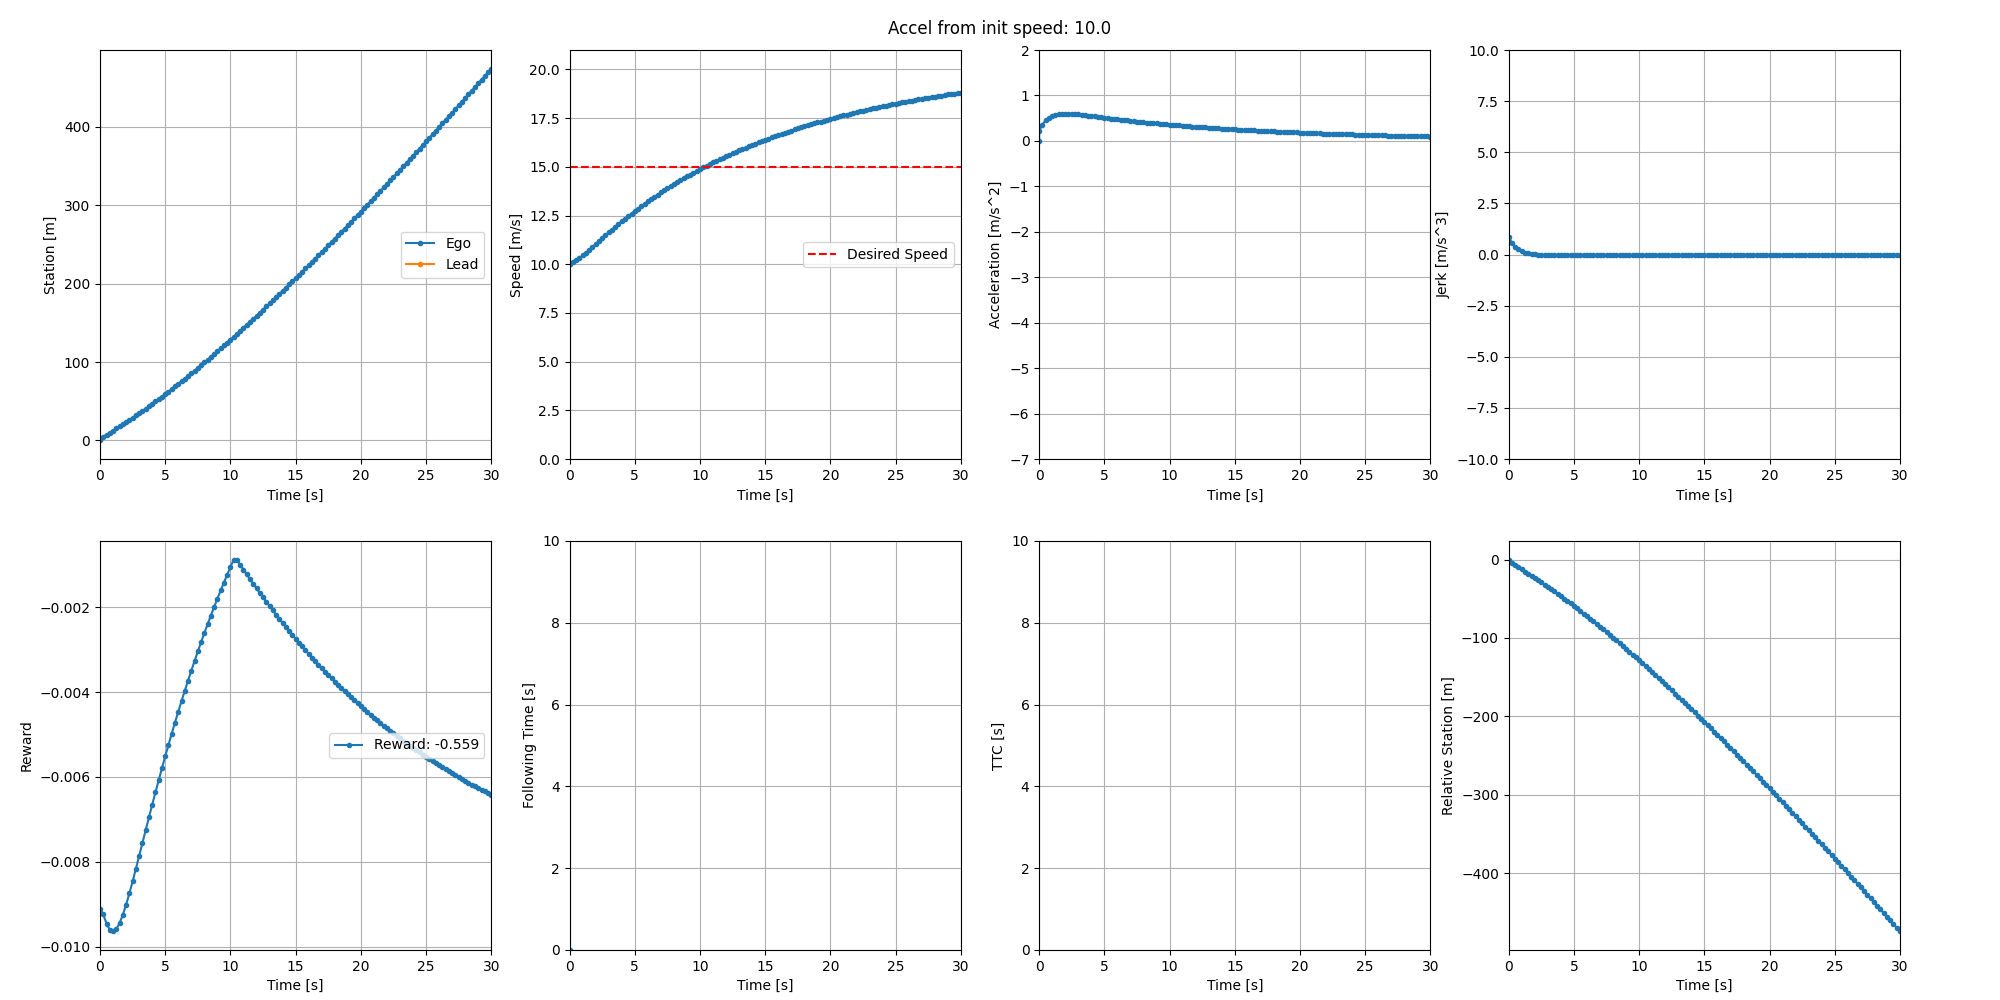 Accel from init speed: 10.0
Station [m]
400
300
200
100
0
0 5 10 15 20 25 30
Time [s]
Ego
Lead
Speed [m/s]
20.0
17.5
15.0
12.5
10.0
7.5
5.0
2.5
0.0
0 5 10 15 20 25 30
Time [s]
Desired Speed
Acceleration [m/s^2]
2
1
0
−1
−2
−3
−4
−5
−6
−7
0 5 10 15 20 25 30
Time [s]
Jerk [m/s^3]
10.0
7.5
5.0
2.5
0.0
−2.5
−5.0
−7.5
−10.0
0 5 10 15 20 25 30
Time [s]
Reward
−0.002
−0.004
−0.006
−0.008
−0.010
0 5 10 15 20 25 30
Time [s]
Reward: -0.559
Following Time [s]
10
8
6
4
2
0
0 5 10 15 20 25 30
Time [s]
TTC [s]
10
8
6
4
2
0
0 5 10 15 20 25 30
Time [s]
Relative Station [m]
0
−100
−200
−300
−400
0 5 10 15 20 25 30
Time [s]